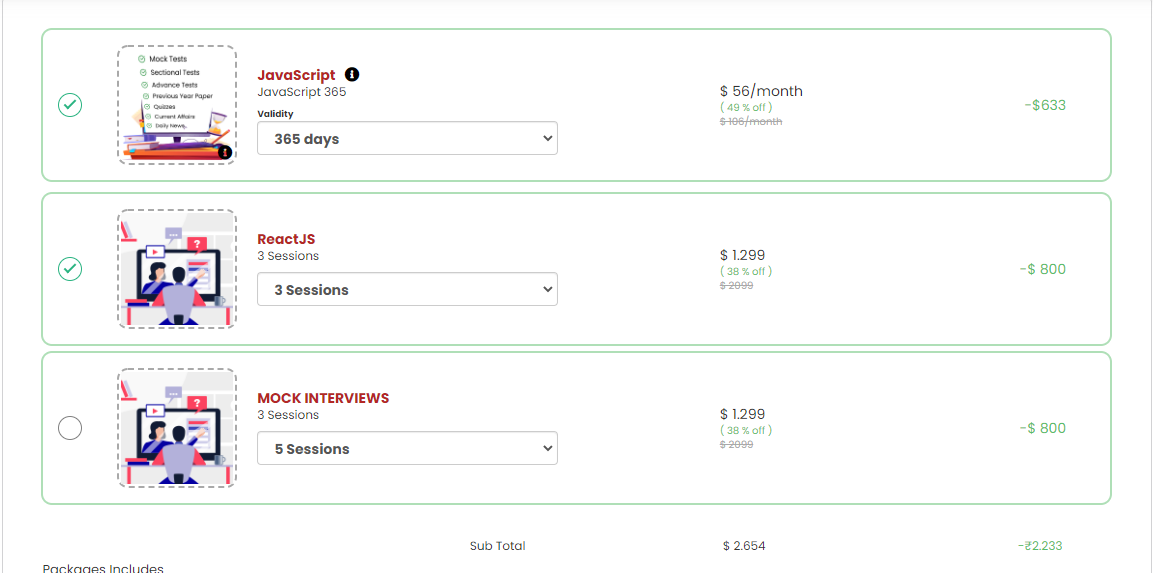 Mock Tests
Sectional Tests
Advance Tests
Previous Year Paper
Quizzes
Current Affairs
Daily News
JavaScript
JavaScript 365
Validity
365 days
$ 56/month
( 49 % off )
$ 106/month
-$633
ReactJS
3 Sessions
3 Sessions
$ 1.299
( 38 % off )
$ 2099
-$ 800
MOCK INTERVIEWS
3 Sessions
5 Sessions
$ 1.299
( 38 % off )
$ 2099
-$ 800
Sub Total $ 2.654 -₹2.233
Packages Includes